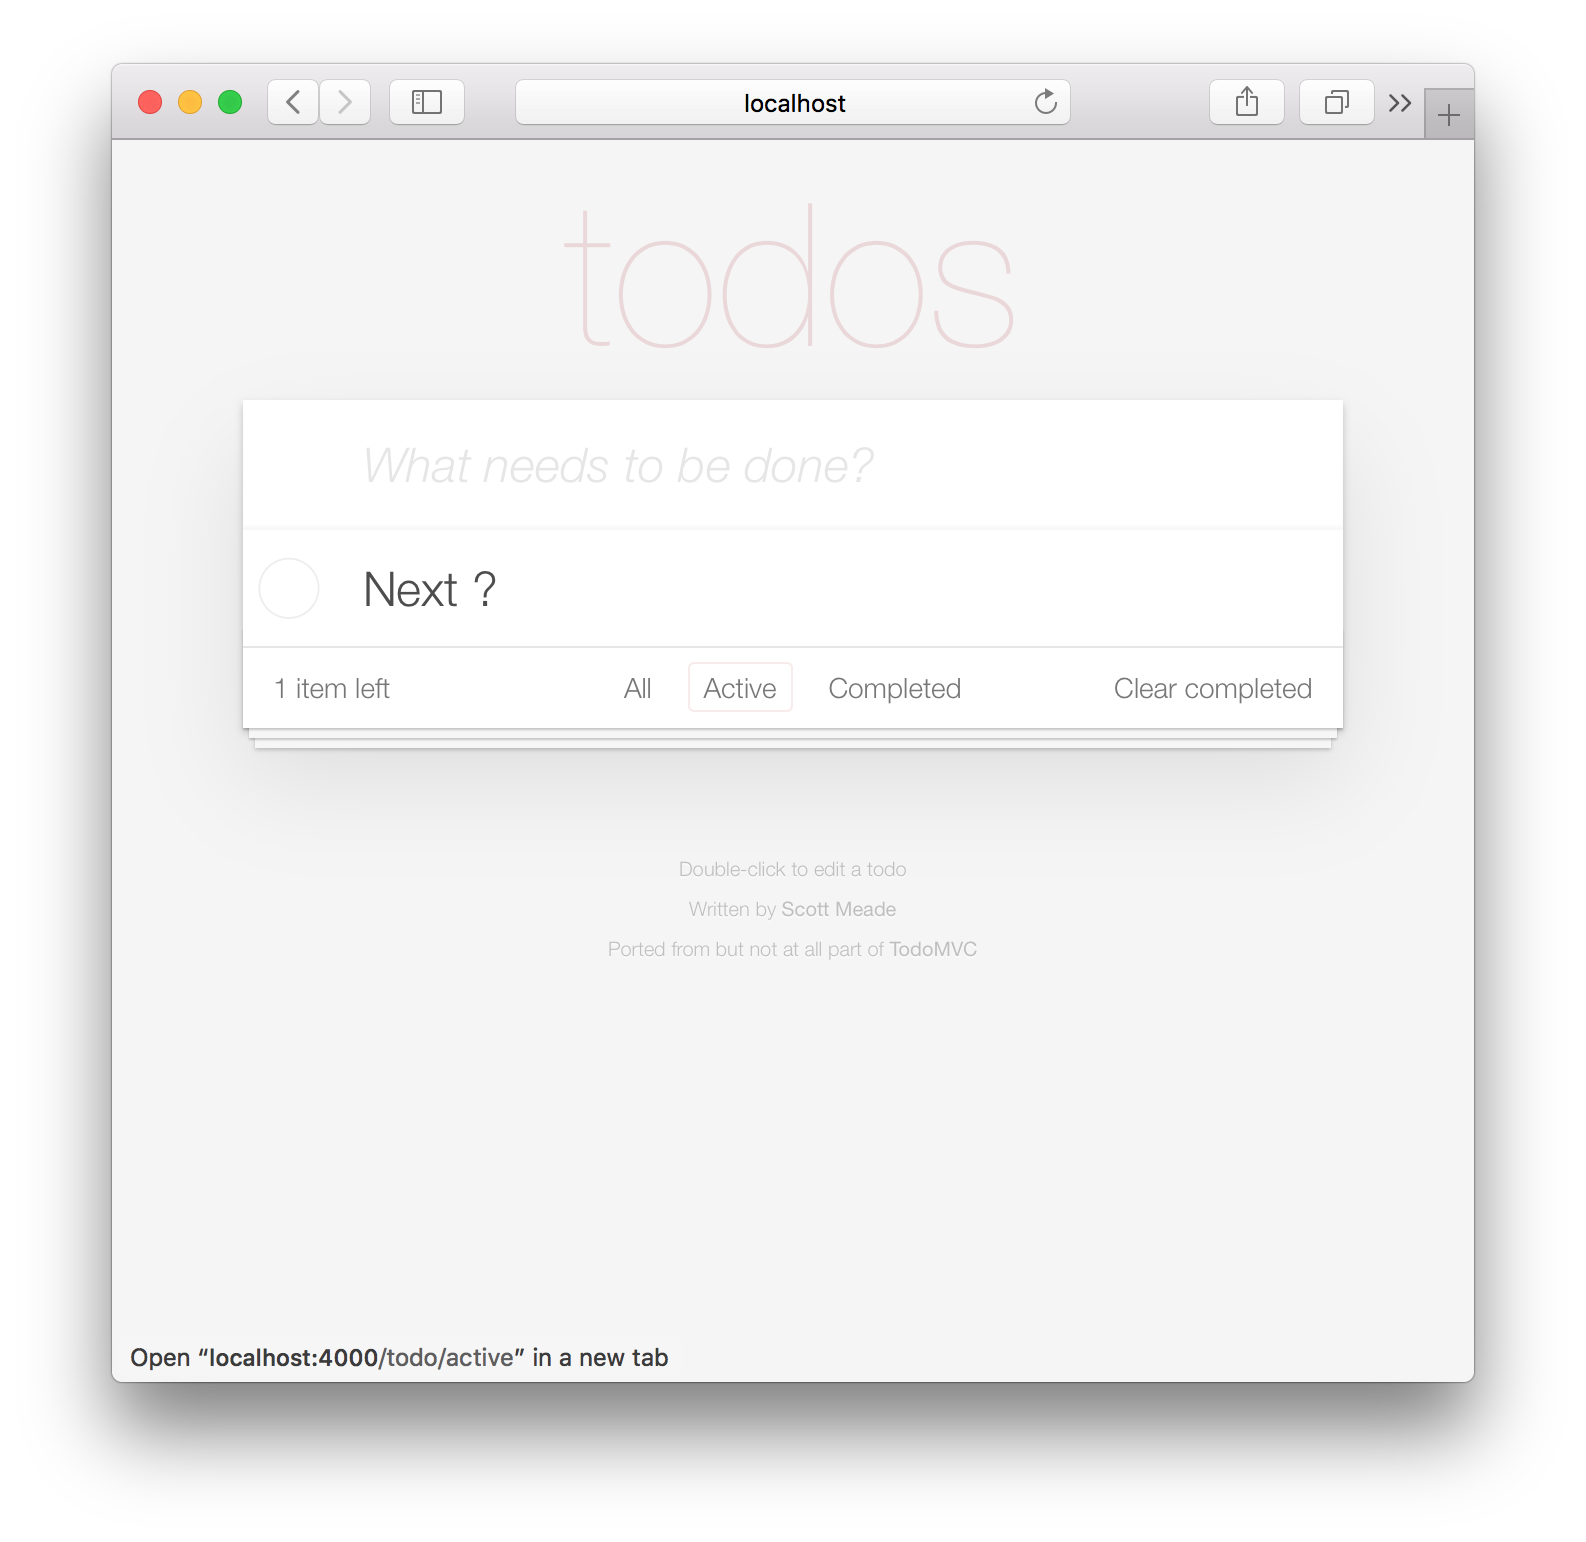 localhost
todos
What needs to be done?
Next ?
1 item left All Active Completed Clear completed
Double-click to edit a todo
Written by Scott Meade
Ported from but not at all part of TodoMVC
Open “localhost:4000/todo/active” in a new tab